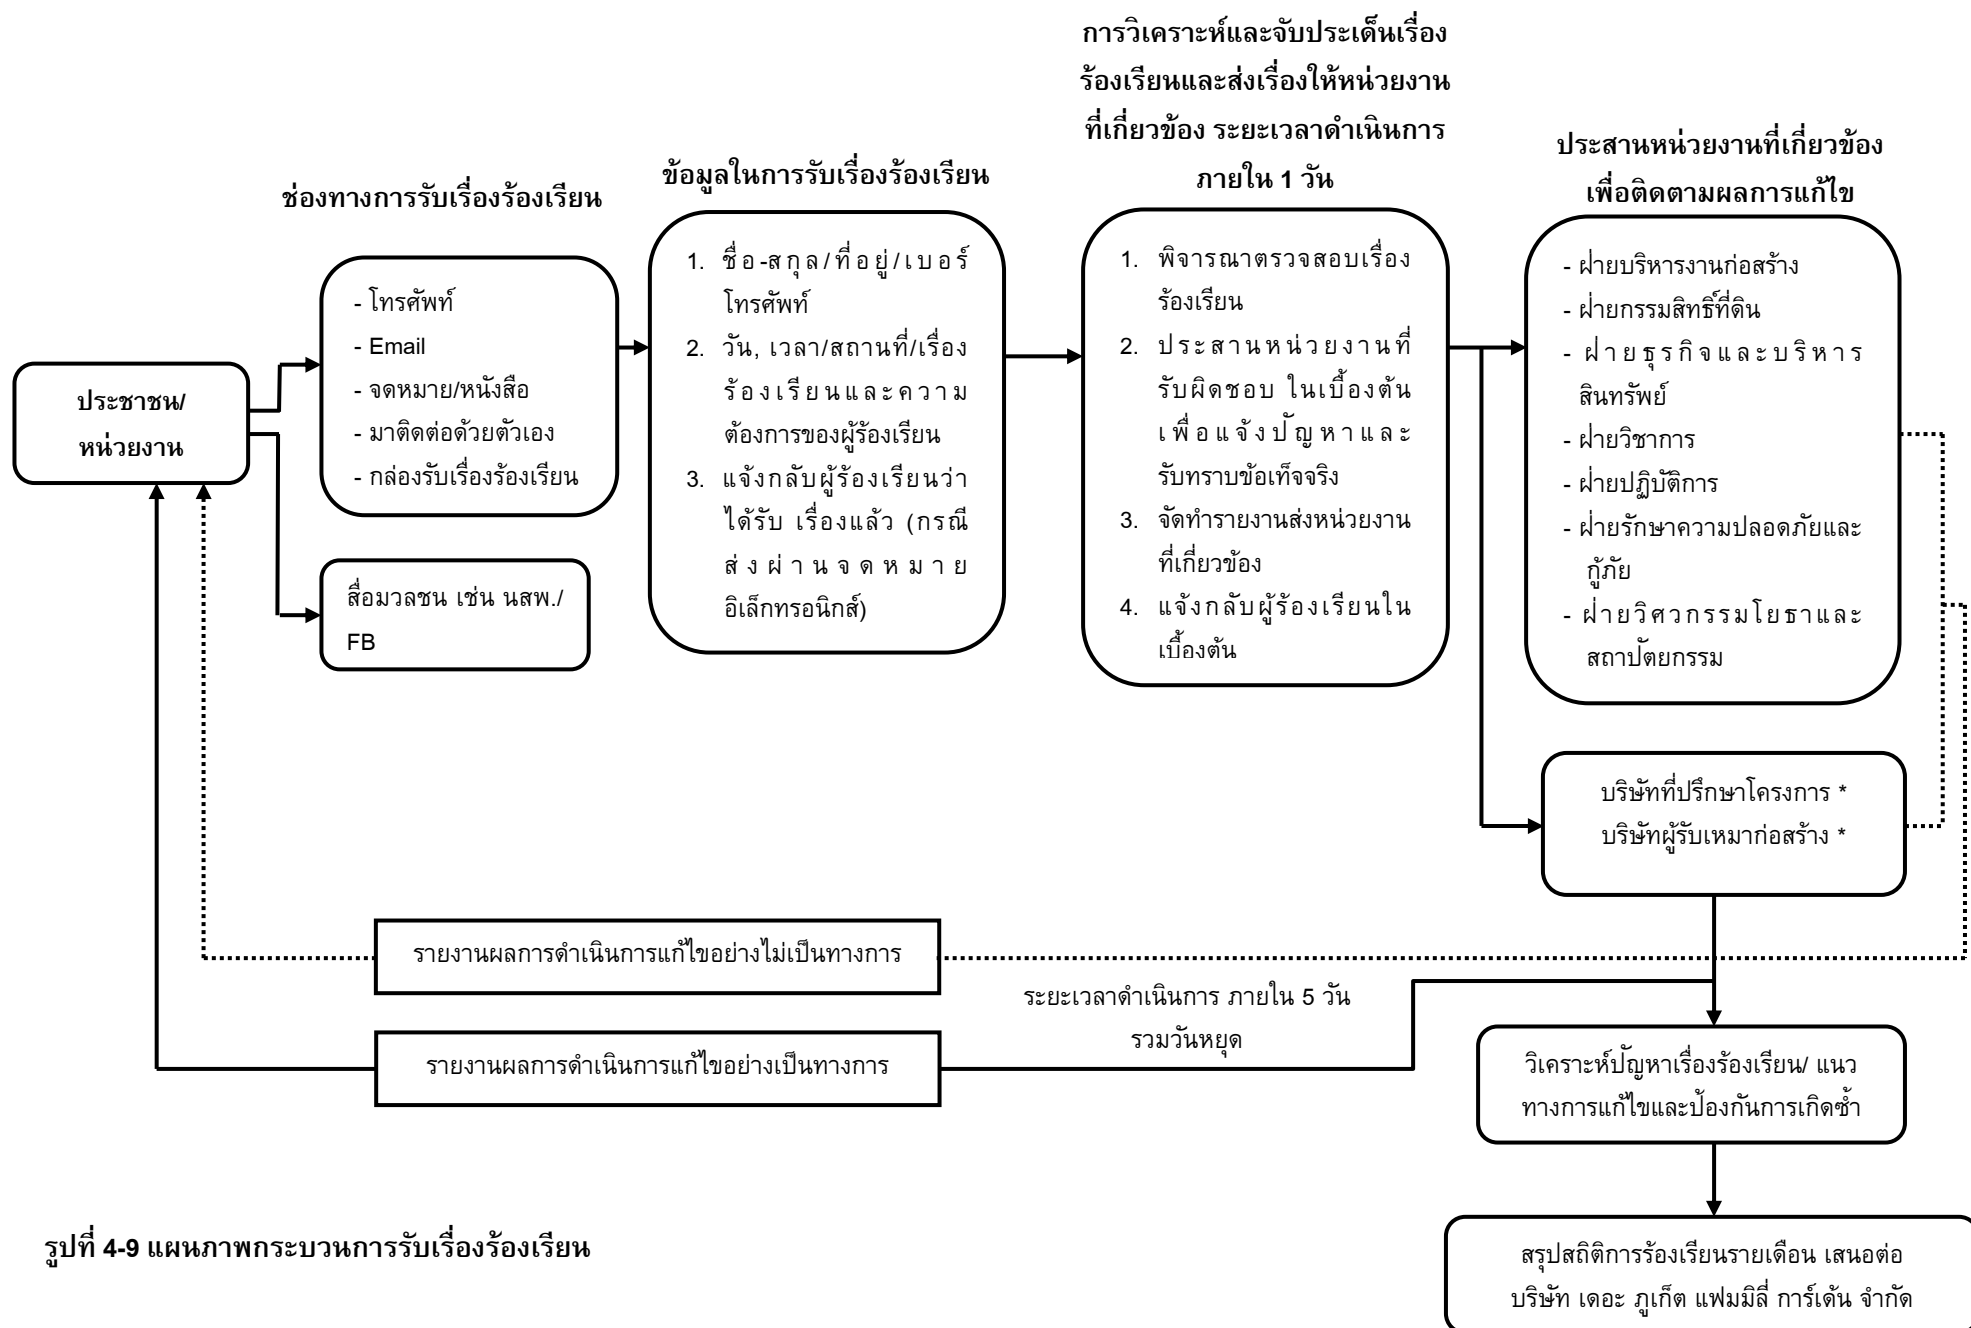 ประชาชน/
หน่วยงาน
ช่องทางการรับเรื่องร้องเรียน
- โทรศัพท์
- Email
- จดหมาย/หนังสือ
- มาติดต่อด้วยตัวเอง
- กล่องรับเรื่องร้องเรียน
สื่อมวลชน เช่น นสพ./
FB
ข้อมูลในการรับเรื่องร้องเรียน
1. ชื่อ-สกุล/ที่อยู่/เบอร์
โทรศัพท์
2. วัน, เวลา/สถานที่/เรื่อง
ร้องเรียนและความ
ต้องการของผู้ร้องเรียน
3. แจ้งกลับผู้ร้องเรียนว่า
ได้รับ เรื่องแล้ว (กรณี
ส่งผ่านจดหมาย
อิเล็กทรอนิกส์)
การวิเคราะห์และจับประเด็นเรื่อง
ร้องเรียนและส่งเรื่องให้หน่วยงาน
ที่เกี่ยวข้อง ระยะเวลาดำเนินการ
ภายใน 1 วัน
1. พิจารณาตรวจสอบเรื่อง
ร้องเรียน
2. ประสานหน่วยงานที่
รับผิดชอบ ในเบื้องต้น
เพื่อแจ้งปัญหาและ
รับทราบข้อเท็จจริง
3. จัดทำรายงานส่งหน่วยงาน
ที่เกี่ยวข้อง
4. แจ้งกลับผู้ร้องเรียนใน
เบื้องต้น
ประสานหน่วยงานที่เกี่ยวข้อง
เพื่อติดตามผลการแก้ไข
- ฝ่ายบริหารงานก่อสร้าง
- ฝ่ายกรรมสิทธิ์ที่ดิน
- ฝ่ายธุรกิจและบริหาร
สินทรัพย์
- ฝ่ายวิชาการ
- ฝ่ายปฏิบัติการ
- ฝ่ายรักษาความปลอดภัยและ
กู้ภัย
- ฝ่ายวิศวกรรมโยธาและ
สถาปัตยกรรม
บริษัทที่ปรึกษาโครงการ *
บริษัทผู้รับเหมาก่อสร้าง *
รายงานผลการดำเนินการแก้ไขอย่างไม่เป็นทางการ
ระยะเวลาดำเนินการ ภายใน 5 วัน
รวมวันหยุด
รายงานผลการดำเนินการแก้ไขอย่างเป็นทางการ
วิเคราะห์ปัญหาเรื่องร้องเรียน/ แนว
ทางการแก้ไขและป้องกันการเกิดซ้ำ
สรุปสถิติการร้องเรียนรายเดือน เสนอต่อ
บริษัท เดอะ ภูเก็ต แฟมมิลี่ การ์เด้น จำกัด
รูปที่ 4-9 แผนภาพกระบวนการรับเรื่องร้องเรียน